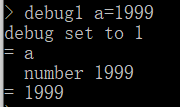 > debug1 a=1999
debug set to 1
= a
  number 1999
= 1999